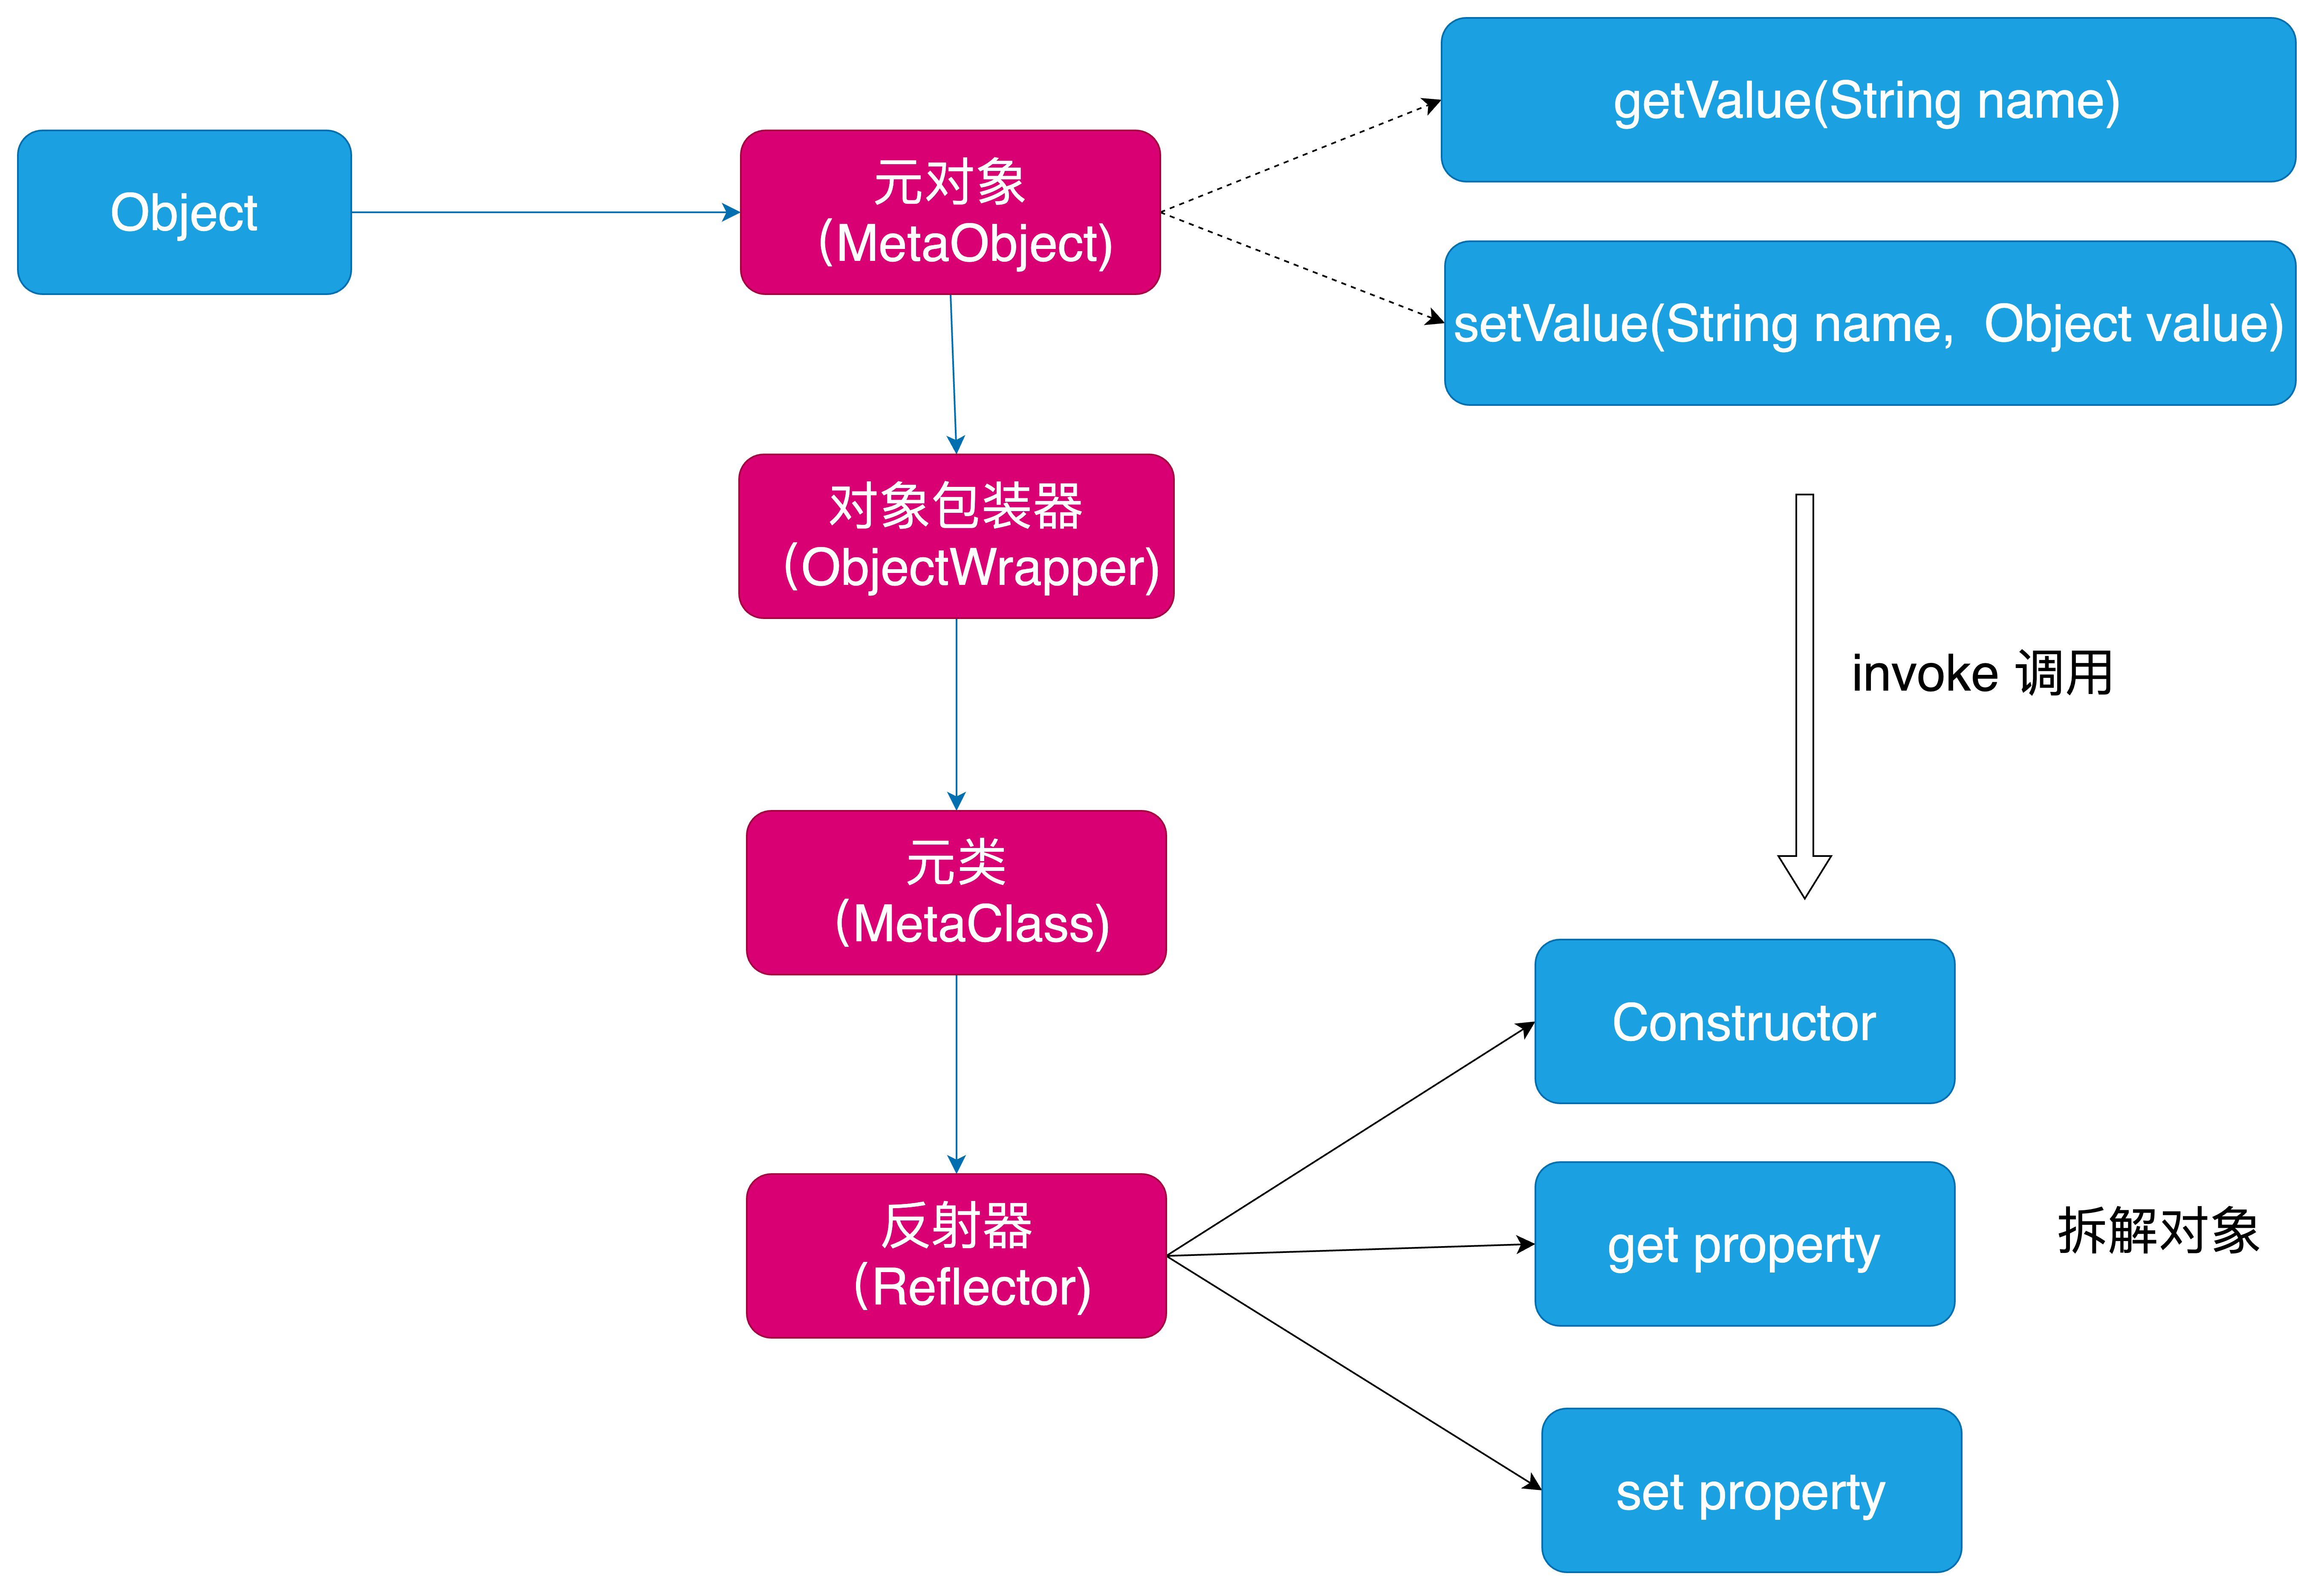 Object
元对象
(MetaObject)
getValue(String name)
setValue(String name, Object value)
对象包装器
(ObjectWrapper)
invoke 调用
元类
(MetaClass)
Constructor
反射器
(Reflector)
get property
拆解对象
set property